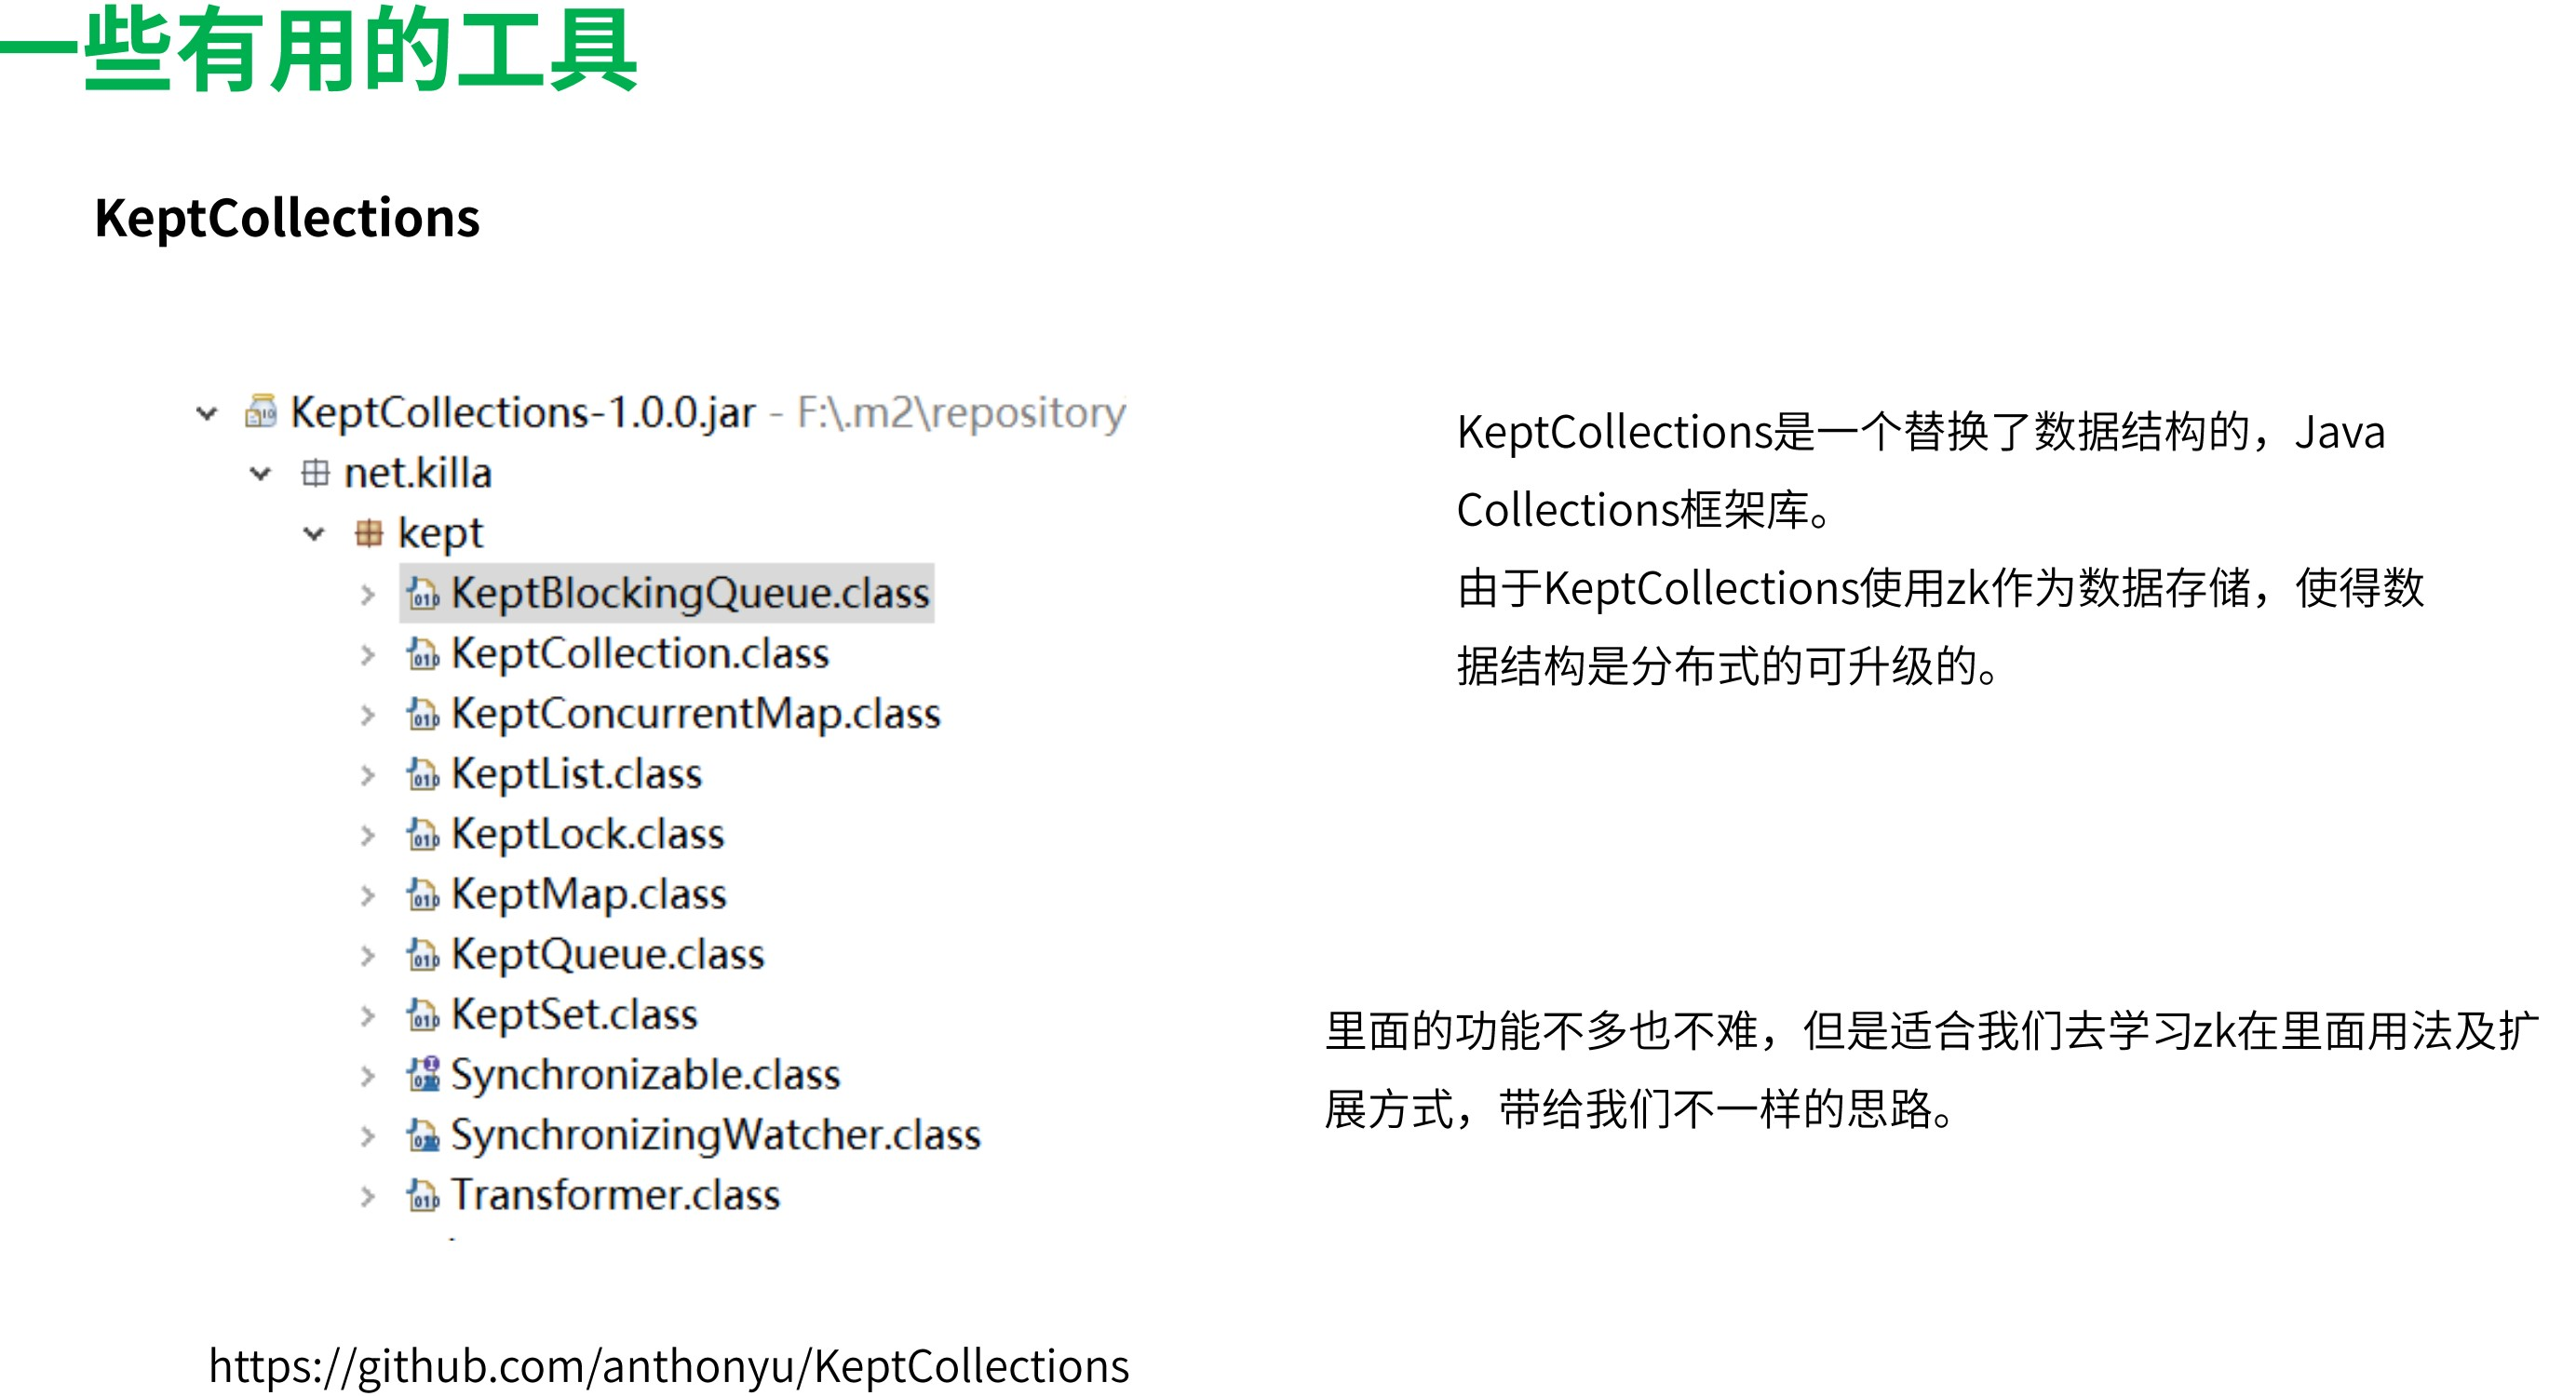 一些有用的工具
KeptCollections
KeptCollections-1.0.0.jar - F:\.m2\repository
net.killa
kept
KeptBlockingQueue.class
KeptCollection.class
KeptConcurrentMap.class
KeptList.class
KeptLock.class
KeptMap.class
KeptQueue.class
KeptSet.class
Synchronizable.class
SynchronizingWatcher.class
Transformer.class
KeptCollections是一个替换了数据结构的，Java
Collections框架库。
由于KeptCollections使用zk作为数据存储，使得数
据结构是分布式的可升级的。
里面的功能不多也不难，但是适合我们去学习zk在里面用法及扩
展方式，带给我们不一样的思路。
https://github.com/anthonyu/KeptCollections